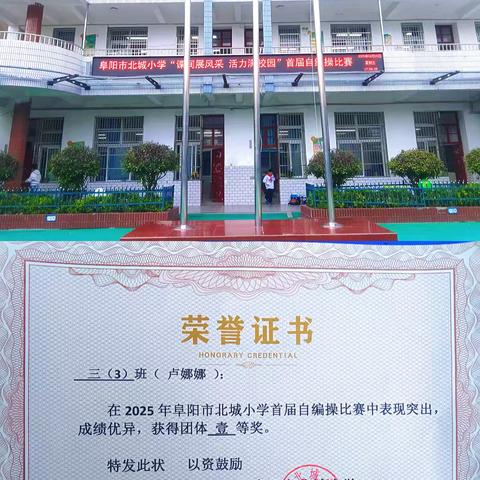 阜阳市北城小学“课间展风采 活力满校园”首届自编操比赛
荣誉证书
HONORARY CREDENTIAL
三（3）班（ 卢娜娜 ）：
在 2025 年阜阳市北城小学首届自编操比赛中表现突出，
成绩优异，获得团体 壹 等奖。
特发此状 以资鼓励